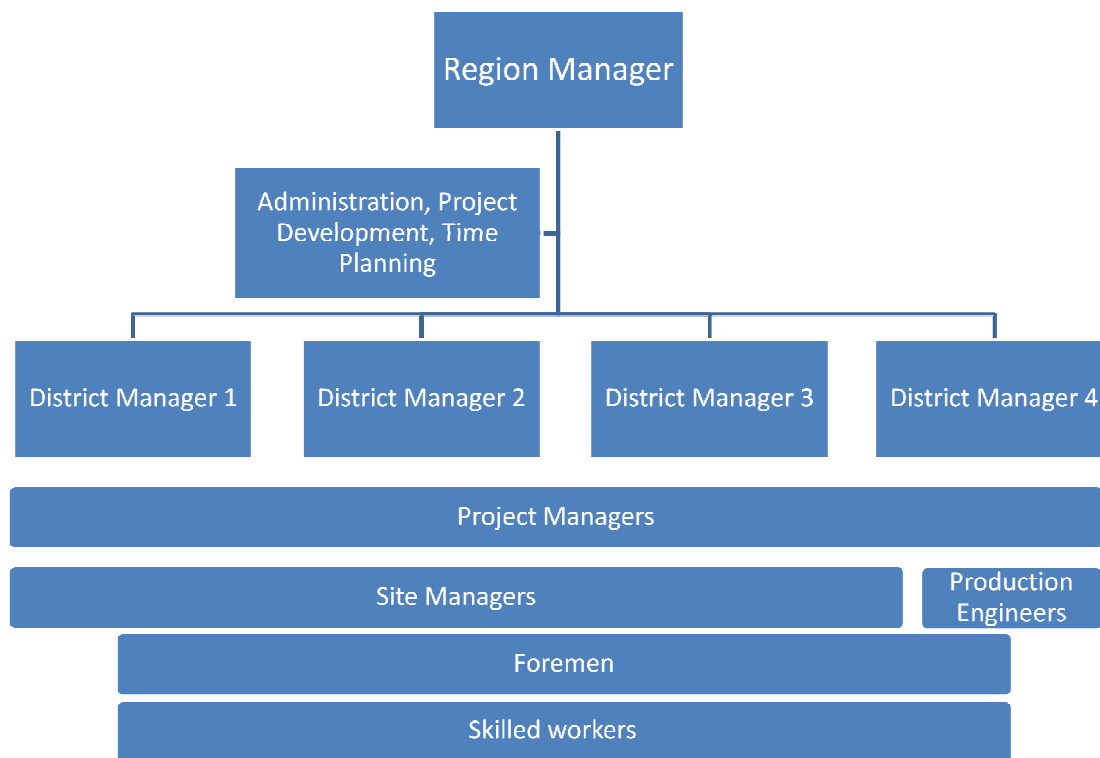 Region Manager
Administration, Project
Development, Time
Planning
District Manager 1
District Manager 2
District Manager 3
District Manager 4
Project Managers
Site Managers
Production
Engineers
Foremen
Skilled workers